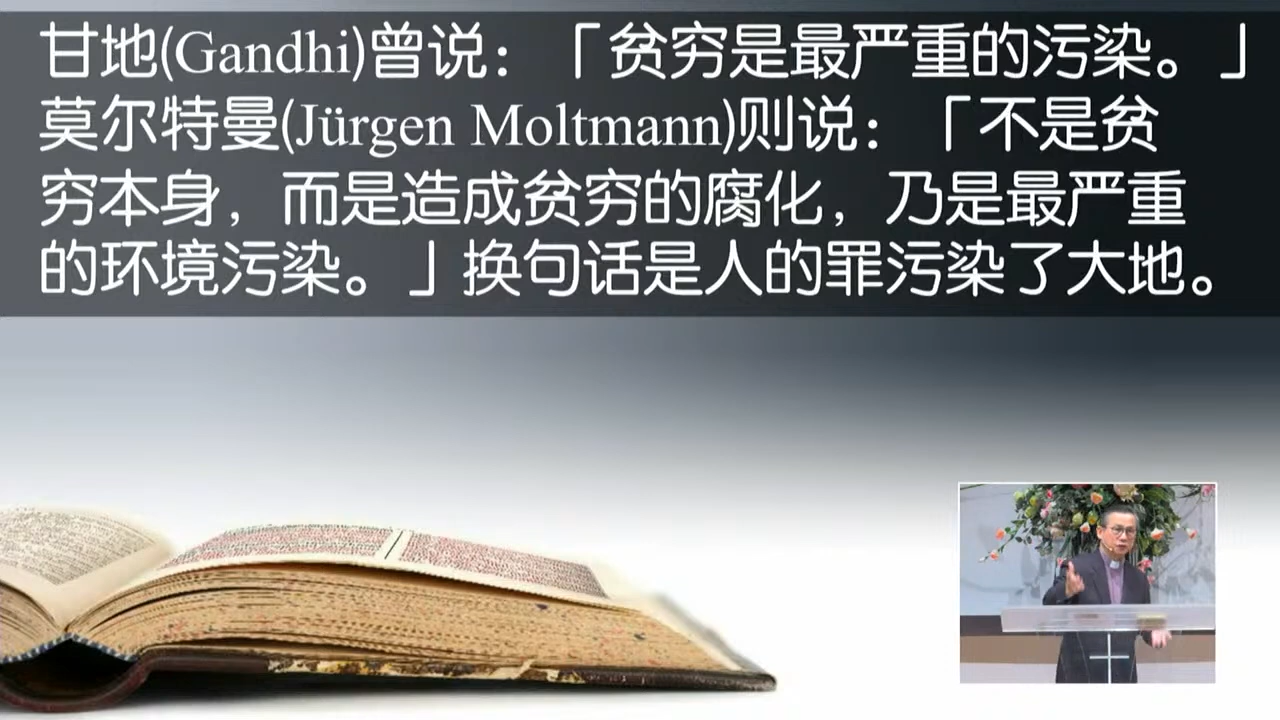 甘地(Gandhi)曾说：「贫穷是最严重的污染。」
莫尔特曼(Jürgen Moltmann)则说：「不是贫
穷本身，而是造成贫穷的腐化，乃是最严重
的环境污染。」换句话说是人的罪污染了大地。